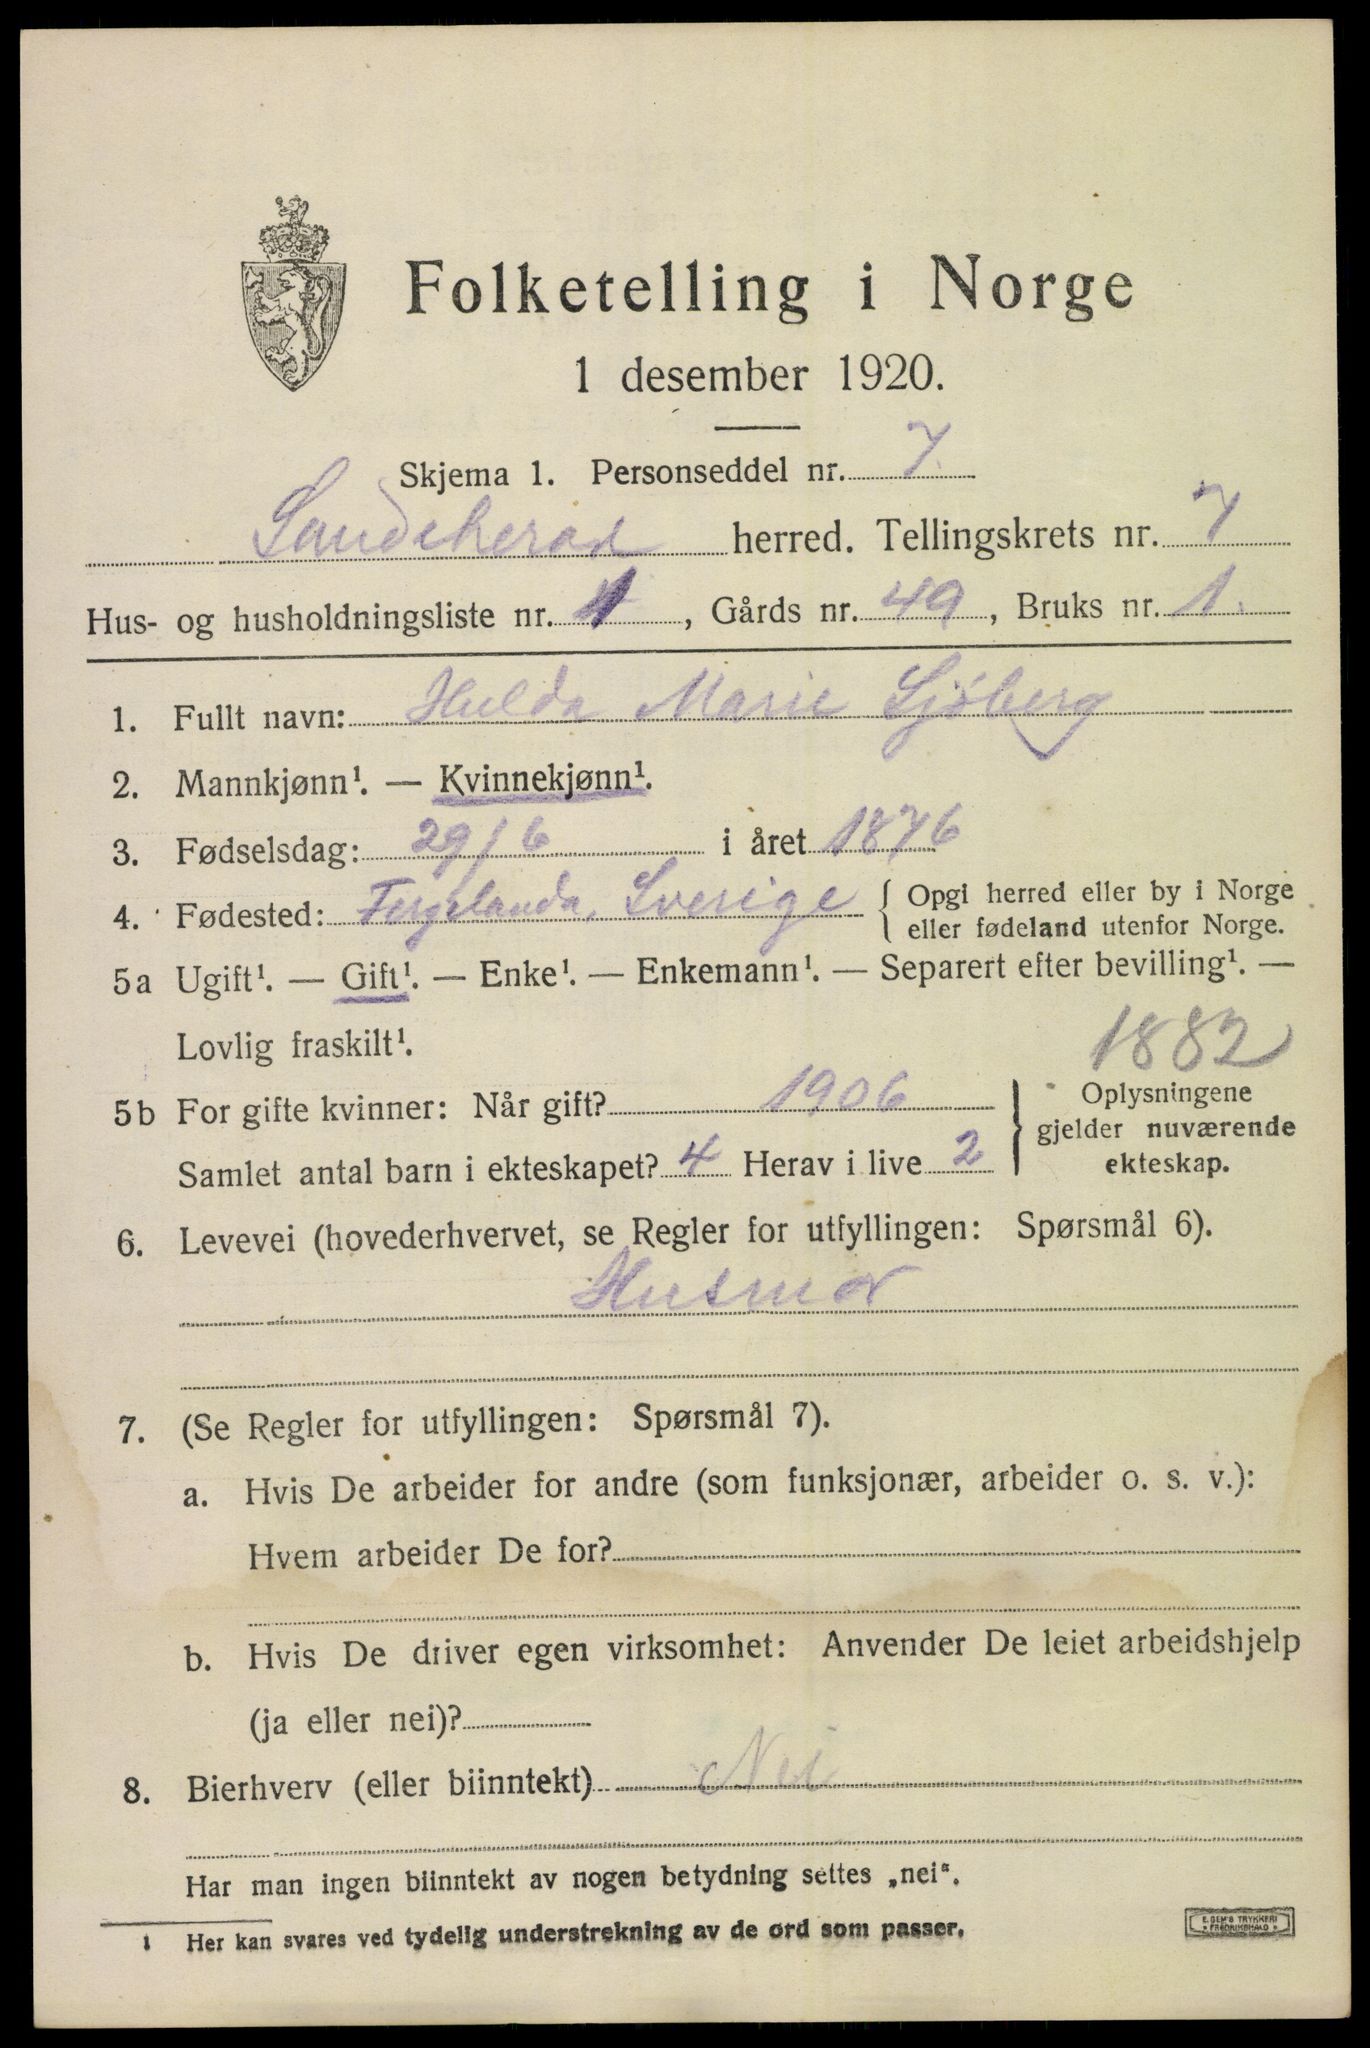 Folketelling i Norge
1 desember 1920.
Skjema 1. Personseddel nr. 7.
Sandeherad herred. Tellingskrets nr. 7
Hus- og husholdningsliste nr. 1, Gårds nr. 49, Bruks nr. 1.
1. Fullt navn: Hulda Marie Sjöberg
2. Mannkjønn¹. — Kvinnekjønn¹.
3. Fødselsdag: 29/6 i året 1876
4. Fødested: Fergelanda, Sverige { Opgi herred eller by i Norge
eller fødeland utenfor Norge.
5a Ugift¹. — Gift¹. — Enke¹. — Enkemann¹. — Separert efter bevilling¹. —
Lovlig fraskilt¹.
1882
5b For gifte kvinner: Når gift? 1906
Samlet antal barn i ekteskapet? 4 Herav i live 2
} Oplysningene
gjelder nuværende
ekteskap.
6. Levevei (hovederhvervet, se Regler for utfyllingen: Spørsmål 6).
Husmor
7. (Se Regler for utfyllingen: Spørsmål 7).
a. Hvis De arbeider for andre (som funksjonær, arbeider o. s. v.):
Hvem arbeider De for?
b. Hvis De driver egen virksomhet: Anvender De leiet arbeidshjelp
(ja eller nei)?
8. Bierhverv (eller biinntekt) Nei
Har man ingen biinntekt av nogen betydning settes „nei".
1 Her kan svares ved tydelig understrekning av de ord som passer.
E. SEM'S TRYKKERI
* FREDRIKSHALD *